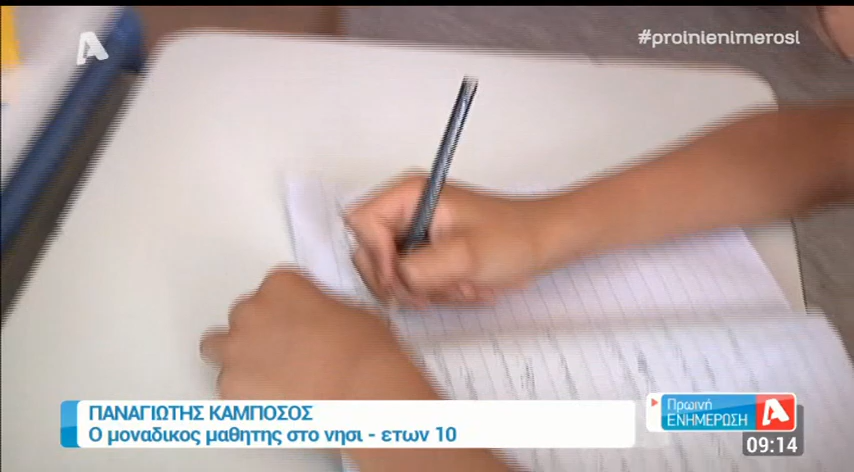 #proinienimerosi
ΠΑΝΑΓΙΩΤΗΣ ΚΑΜΠΟΣΟΣ
Ο μοναδικος μαθητης στο νησι - ετων 10
Πρωινή
ΕΝΗΜΕΡΩΣΗ
09:14